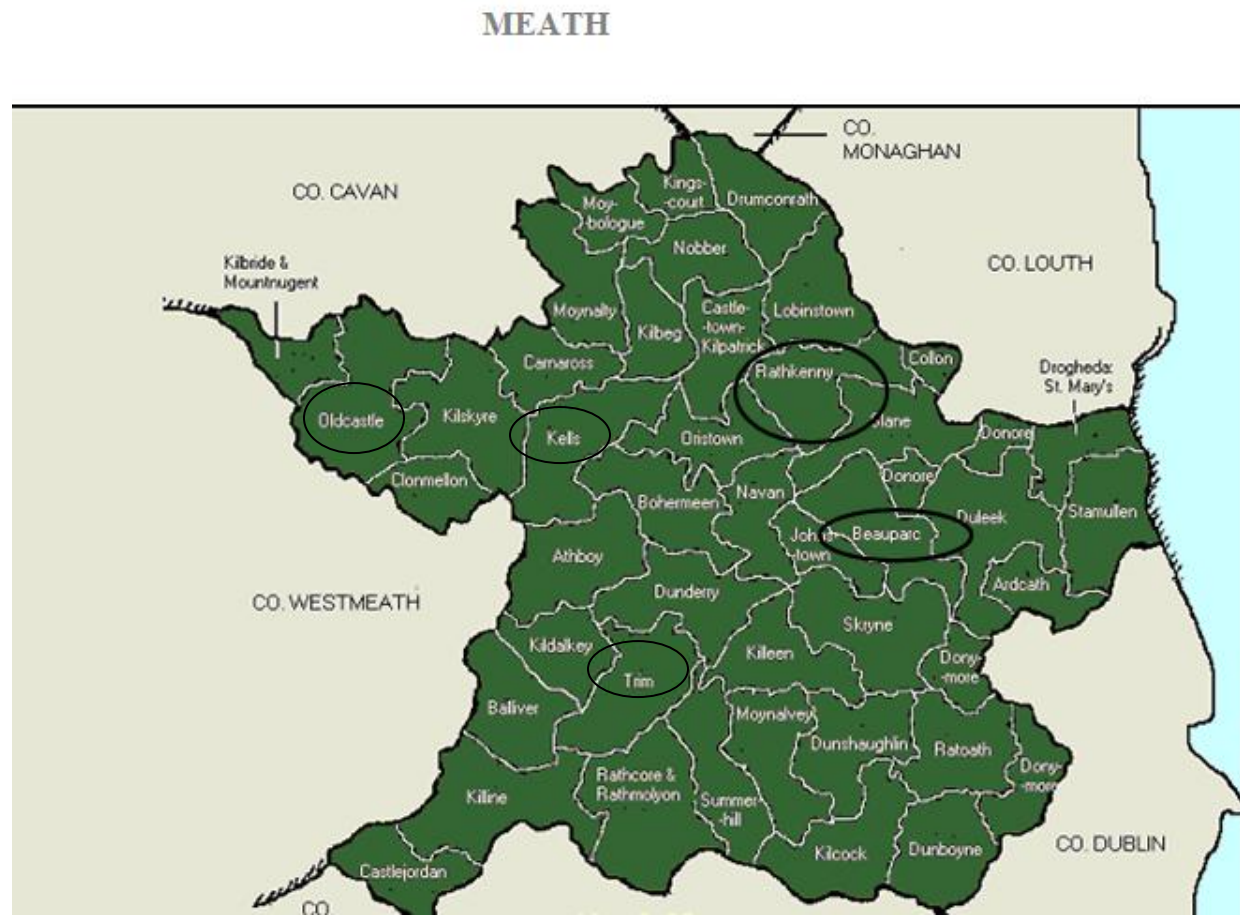 MEATH
CO.
MONAGHAN
CO. CAVAN
Kings-
-court
Drumconrath
Moy-
-bologue
Nobber
Kilbride &
Mountnugent
CO. LOUTH
Moynalty
Kilbeg
Castle-
-town-
Kilpatrick
Lobinstown
Carnaross
Collon
Rathkenny
Drogheda:
St. Mary's
Oldcastle
Kilskyre
Kells
Oristown
Slane
Donore
Clonmellon
Bohermeen
Navan
Donore
Duleek
Stamullen
Athboy
Johns-
-town
Beauparc
Dunderry
Ardcath
CO. WESTMEATH
Skryne
Kildalkey
Killeen
Dony-
-more
Trim
Balliver
Moynalvey
Dunshaughlin
Ratoath
Dony-
-more
Killine
Rathcore &
Rathmolyon
Summer-
-hill
Kilcock
Dunboyne
CO. DUBLIN
Castlejordan
CO.